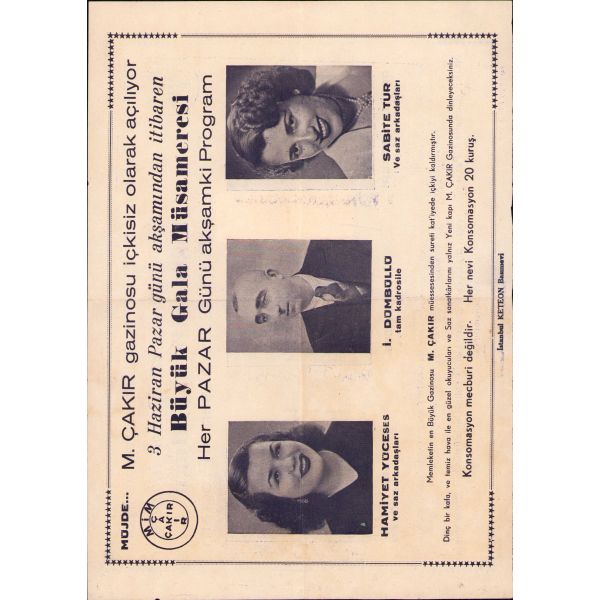 MÜJDE... M. ÇAKIR gazinosu içkisiz olarak açılıyor
3 Haziran Pazar günü akşamından itibaren
Büyük Gala Müsameresi
Her PAZAR Günü akşamki Program
MİM
ÇA
ÇAKIR
I
R
HAMİYET YÜCESES
ve saz arkadaşları
İ. DÜMBÜLLÜ
tam kadrosile
SABİTE TUR
Ve saz arkadaşları
Memleketin en Büyük Gazinosu M. ÇAKIR müessesesinden sureti kat'iyede içkiyi kaldırmıştır.
Dinç bir kafa, ve temiz hava ile en güzel okuyucuları ve Saz sanatkârlarını yalnız Yeni kapı M. ÇAKIR Gazinosunda dinleyeceksiniz.
Konsomasyon mecburi değildir. Her nevi Konsomasyon 20 kuruş.
İstanbul KETEON Basımevi